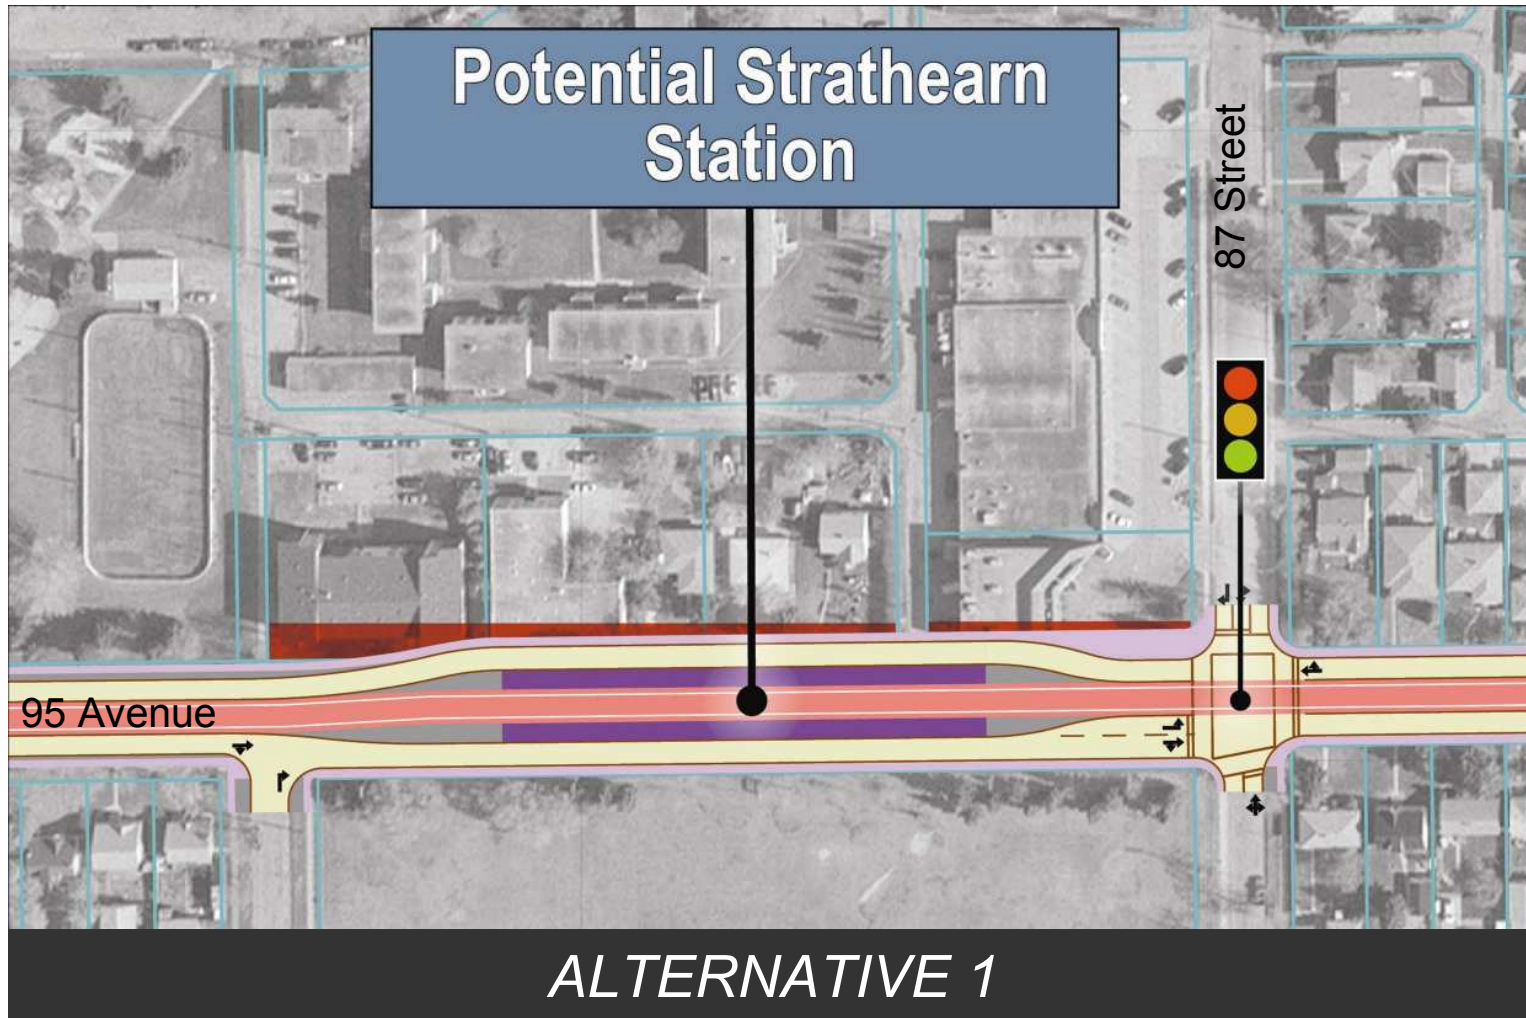 Potential Strathearn
Station
87 Street
95 Avenue
ALTERNATIVE 1